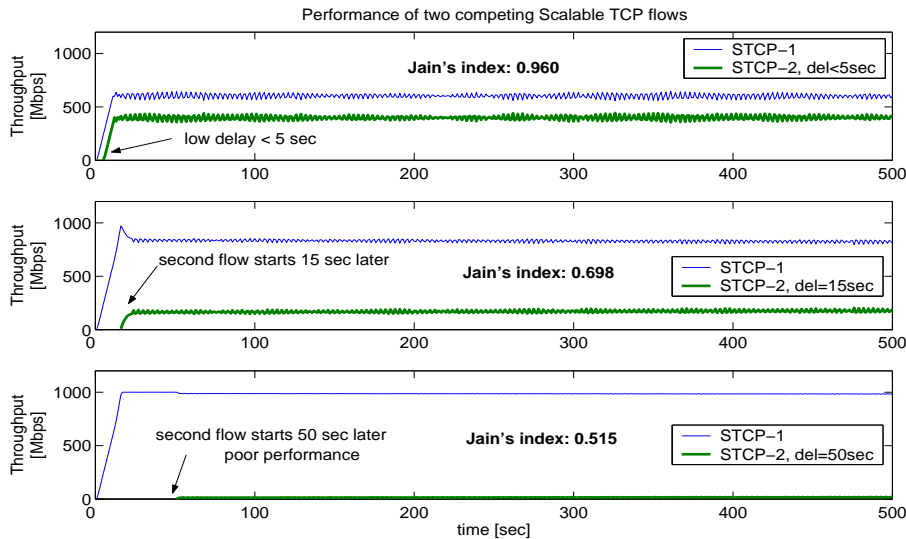 Performance of two competing Scalable TCP flows
Throughput
[Mbps]
1000
500
0
Jain's index: 0.960
STCP-1
STCP-2, del<5sec
low delay < 5 sec
0 100 200 300 400 500
Throughput
[Mbps]
1000
500
0
second flow starts 15 sec later
Jain's index: 0.698
STCP-1
STCP-2, del=15sec
0 100 200 300 400 500
Throughput
[Mbps]
1000
500
0
second flow starts 50 sec later
poor performance
Jain's index: 0.515
STCP-1
STCP-2, del=50sec
0 100 200 300 400 500
time [sec]